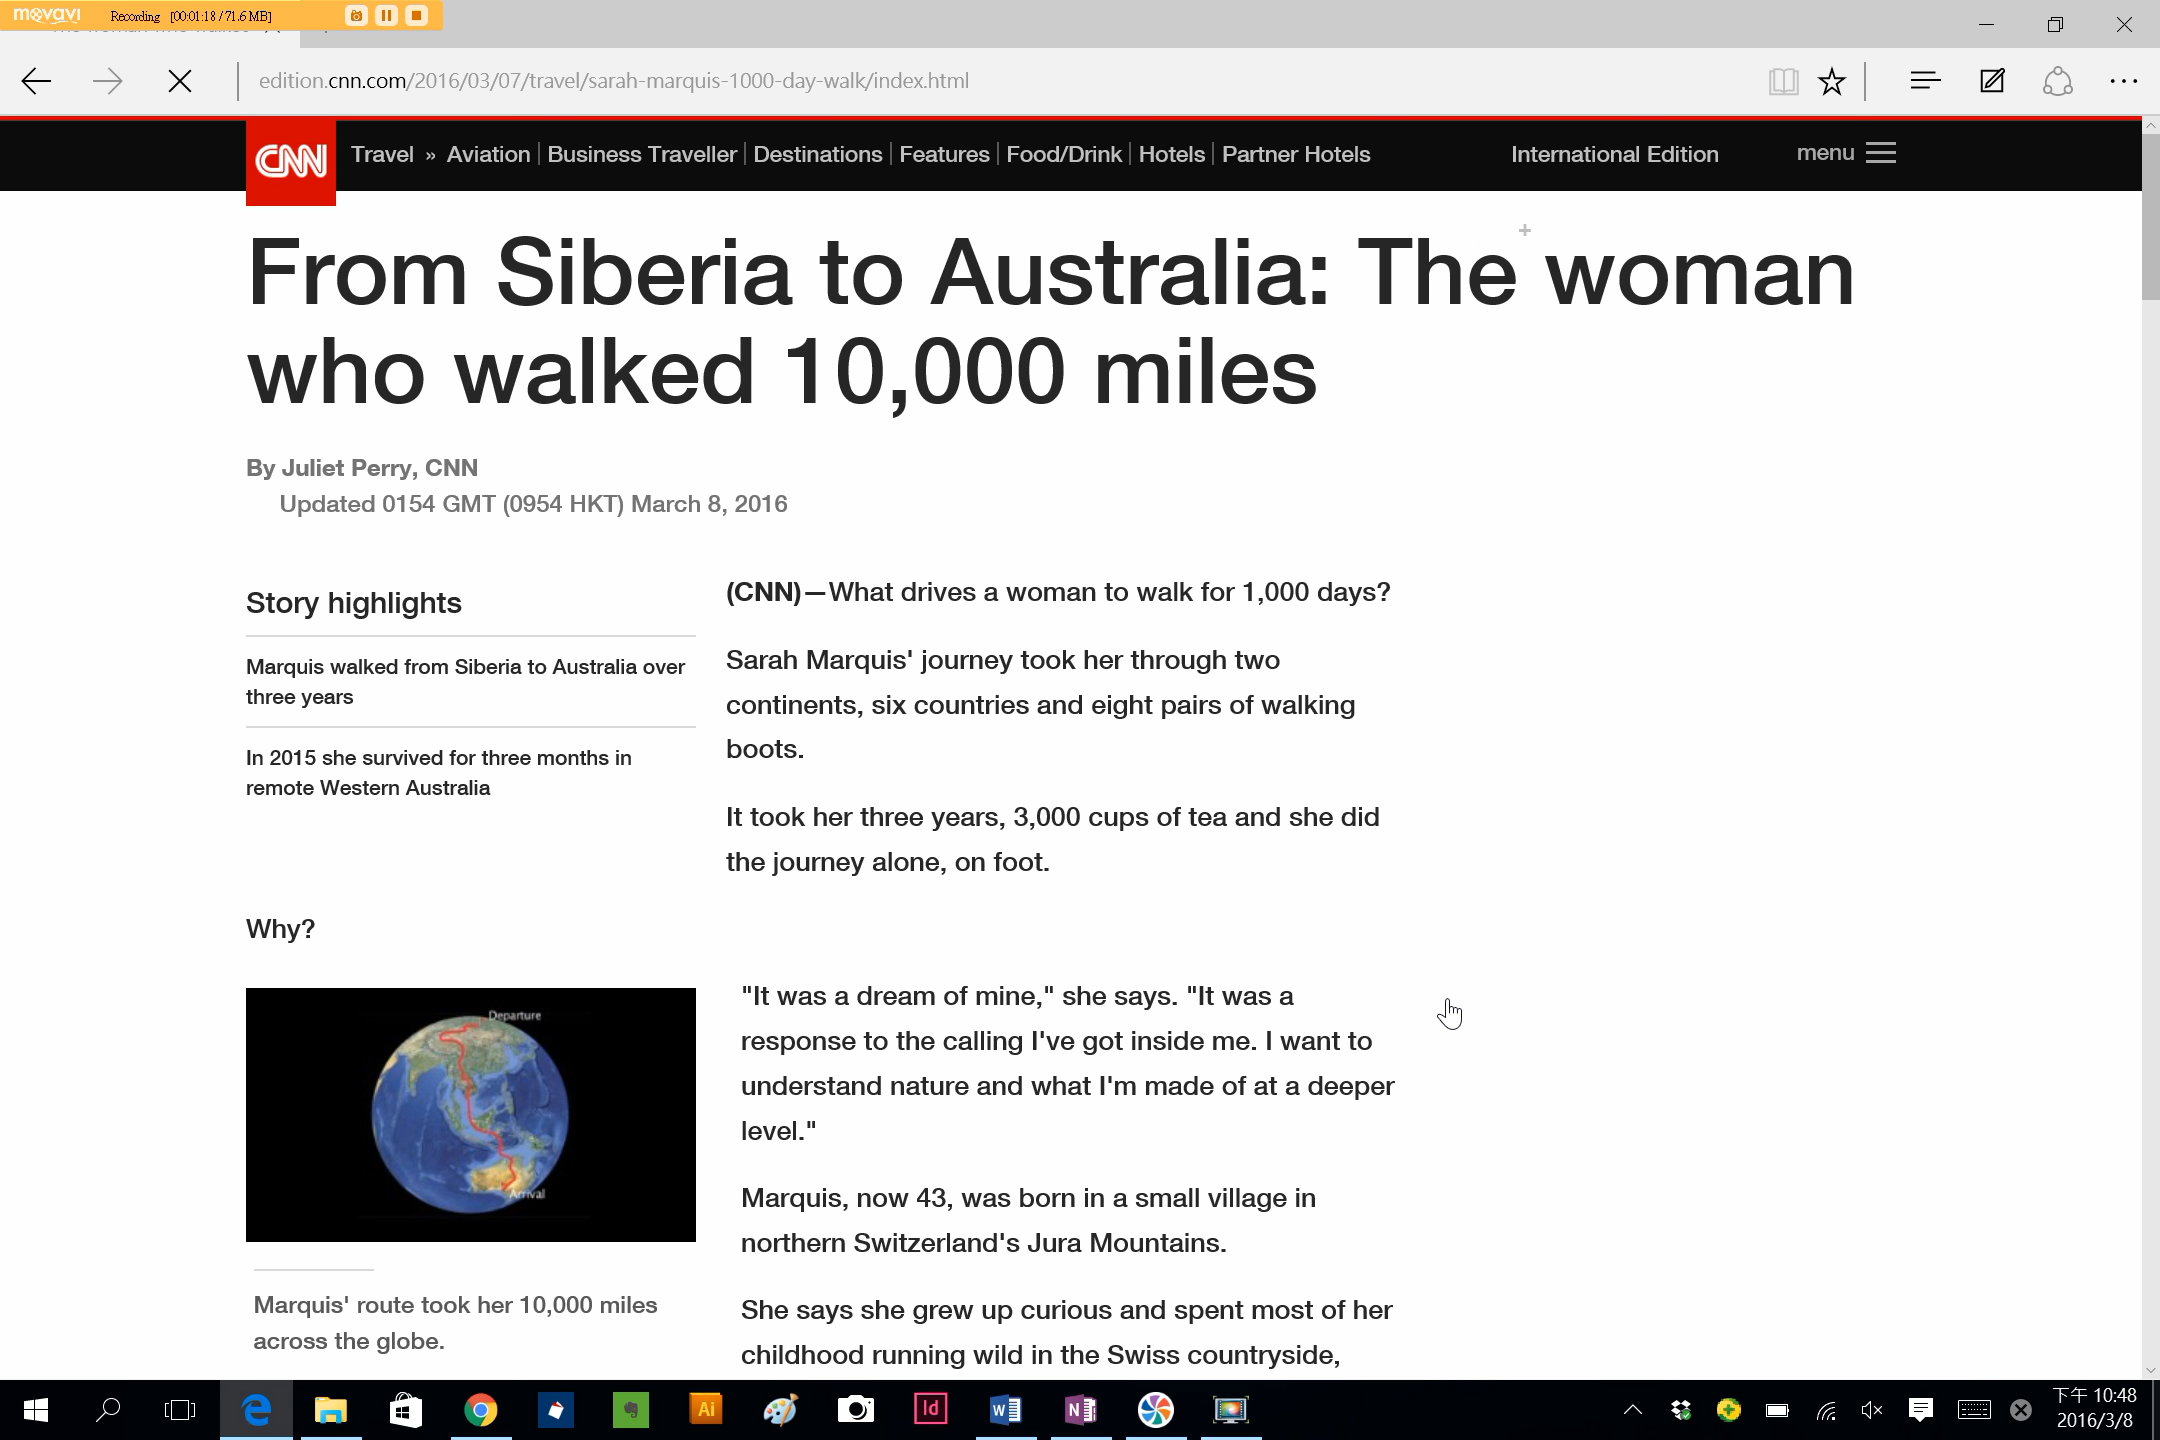 movavi Recording [00:01:18 / 71.6 MB]
edition.cnn.com/2016/03/07/travel/sarah-marquis-1000-day-walk/index.html
CNN Travel » Aviation | Business Traveller | Destinations | Features | Food/Drink | Hotels | Partner Hotels International Edition menu
From Siberia to Australia: The woman
who walked 10,000 miles
By Juliet Perry, CNN
Updated 0154 GMT (0954 HKT) March 8, 2016
Story highlights
Marquis walked from Siberia to Australia over
three years
In 2015 she survived for three months in
remote Western Australia
(CNN)—What drives a woman to walk for 1,000 days?
Sarah Marquis' journey took her through two
continents, six countries and eight pairs of walking
boots.
It took her three years, 3,000 cups of tea and she did
the journey alone, on foot.
Why?
Departure
Arrival
Marquis' route took her 10,000 miles
across the globe.
"It was a dream of mine," she says. "It was a
response to the calling I've got inside me. I want to
understand nature and what I'm made of at a deeper
level."
Marquis, now 43, was born in a small village in
northern Switzerland's Jura Mountains.
She says she grew up curious and spent most of her
childhood running wild in the Swiss countryside,
Ai
Id
W
N
下午 10:48
2016/3/8